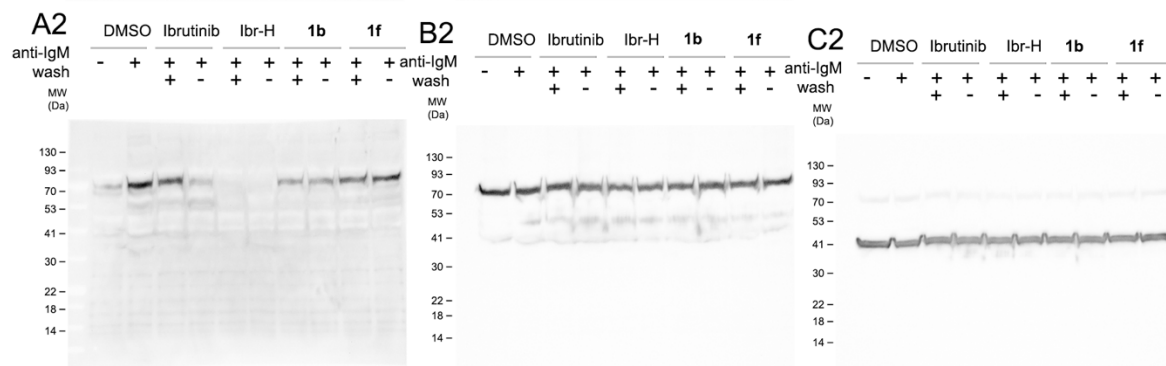 A2
DMSO Ibrutinib Ibr-H 1b 1f
anti-IgM - + + + + + + + + +
wash + - + - + - + -
MW
(Da)
130 –
93 –
70 –
53 –
41 –
30 –
22 –
18 –
14 –
B2
DMSO Ibrutinib Ibr-H 1b 1f
anti-IgM - + + + + + + + + +
wash + - + - + - + -
MW
(Da)
130 –
93 –
70 –
53 –
41 –
30 –
22 –
18 –
14 –
C2
DMSO Ibrutinib Ibr-H 1b 1f
anti-IgM - + + + + + + + + +
wash + - + - + - + -
MW
(Da)
130 –
93 –
70 –
53 –
41 –
30 –
22 –
18 –
14 –